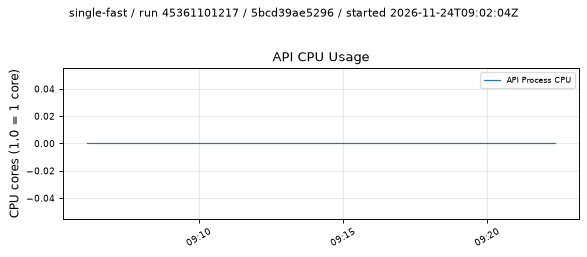 single-fast / run 45361101217 / 5bcd39ae5296 / started 2026-11-24T09:02:04Z
API CPU Usage
API Process CPU
CPU cores (1.0 = 1 core)
0.04
0.02
0.00
−0.02
−0.04
09:10
09:15
09:20